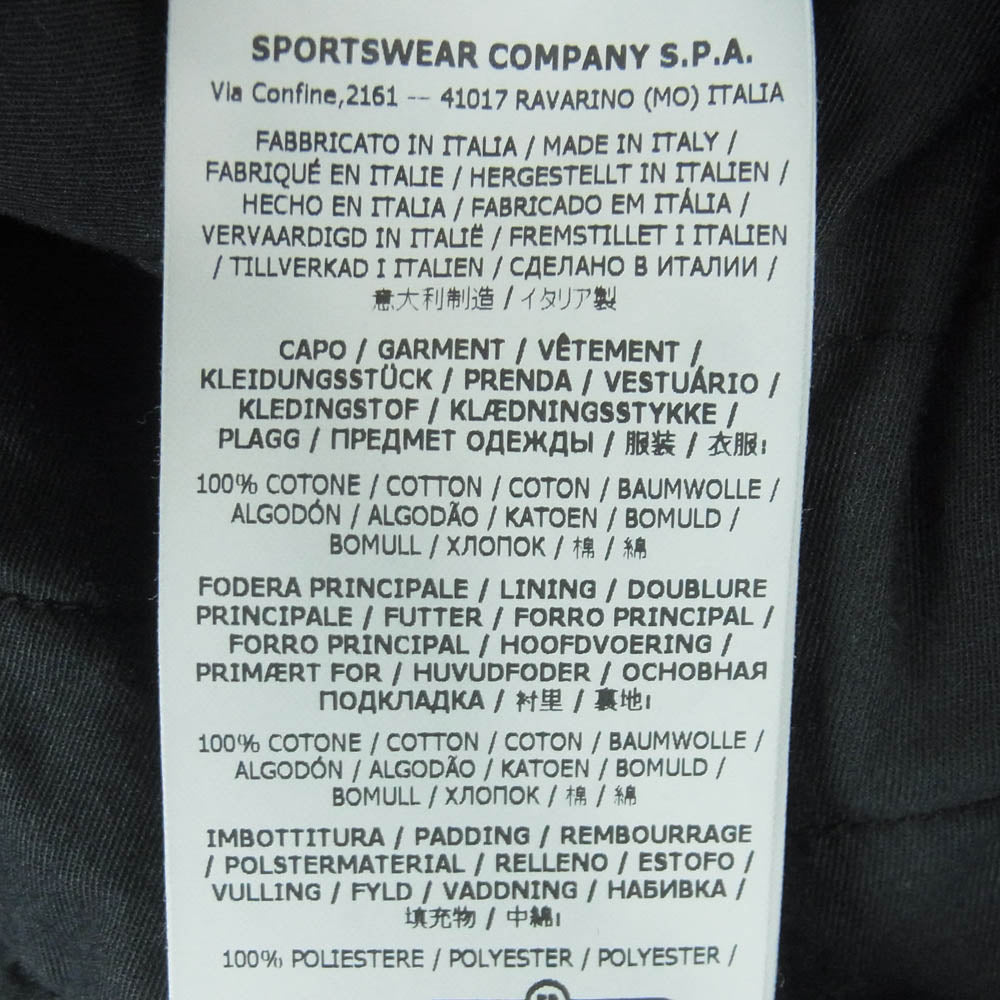 SPORTSWEAR COMPANY S.P.A.
Via Confine,2161 -- 41017 RAVARINO (MO) ITALIA
FABBRICATO IN ITALIA / MADE IN ITALY /
FABRIQUÉ EN ITALIE / HERGESTELLT IN ITALIEN /
HECHO EN ITALIA / FABRICADO EM ITÁLIA /
VERVAARDIGD IN ITALIË / FREMSTILLET I ITALIEN
/ TILLVERKAD I ITALIEN / СДЕЛАНО В ИТАЛИИ /
意大利制造 / イタリア製
CAPO / GARMENT / VÊTEMENT /
KLEIDUNGSSTÜCK / PRENDA / VESTUÁRIO /
KLEDINGSTOF / KLÆDNINGSSTYKKE /
PLAGG / ПРЕДМЕТ ОДЕЖДЫ / 服装 / 衣服:
100% COTONE / COTTON / COTON / BAUMWOLLE /
ALGODÓN / ALGODÃO / KATOEN / BOMULD /
BOMULL / ХЛОПОК / 棉 / 綿
FODERA PRINCIPALE / LINING / DOUBLURE
PRINCIPALE / FUTTER / FORRO PRINCIPAL /
FORRO PRINCIPAL / HOOFDVOERING /
PRIMÆRT FOR / HUVUDFODER / ОСНОВНАЯ
ПОДКЛАДКА / 衬里 / 裏地:
100% COTONE / COTTON / COTON / BAUMWOLLE /
ALGODÓN / ALGODÃO / KATOEN / BOMULD /
BOMULL / ХЛОПОК / 棉 / 綿
IMBOTTITURA / PADDING / REMBOURRAGE
/ POLSTERMATERIAL / RELLENO / ESTOFO /
VULLING / FYLD / VADDNING / НАБИВКА /
填充物 / 中綿:
100% POLIESTERE / POLYESTER / POLYESTER /